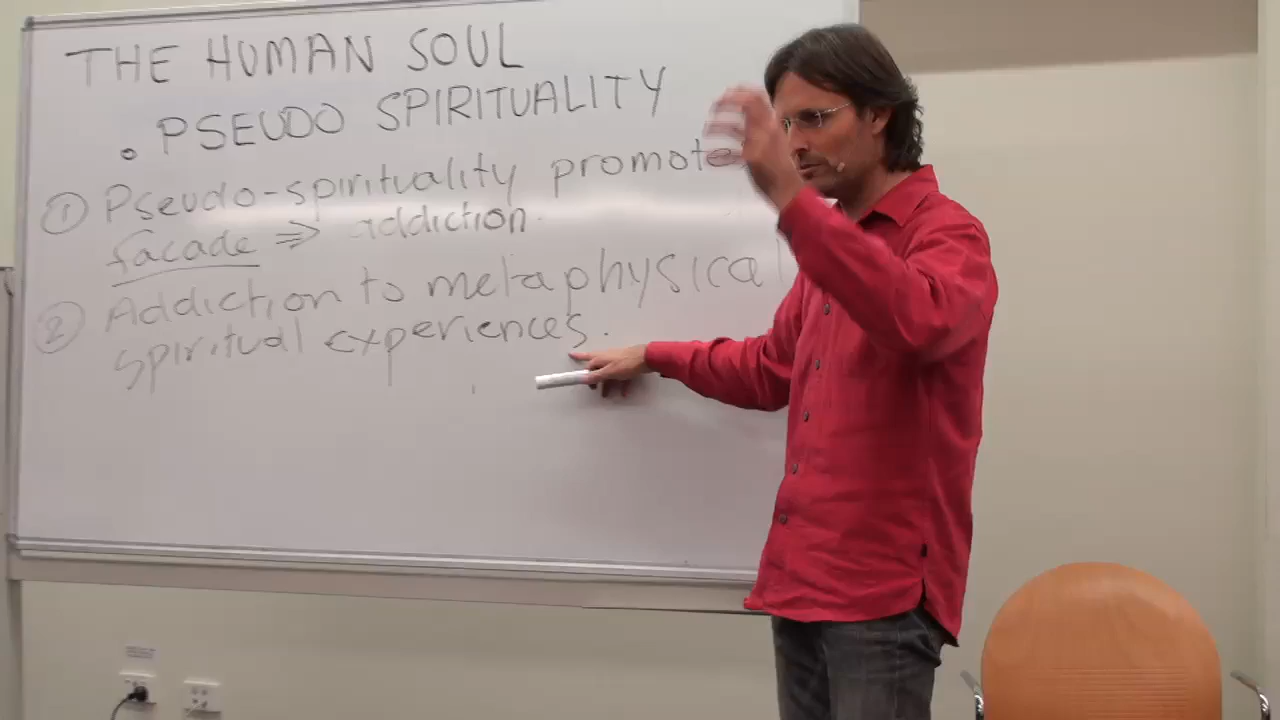 THE HUMAN SOUL
• PSEUDO SPIRITUALITY
① Pseudo-spirituality promote
facade => addiction.
② Addiction to metaphysical
spiritual experiences.